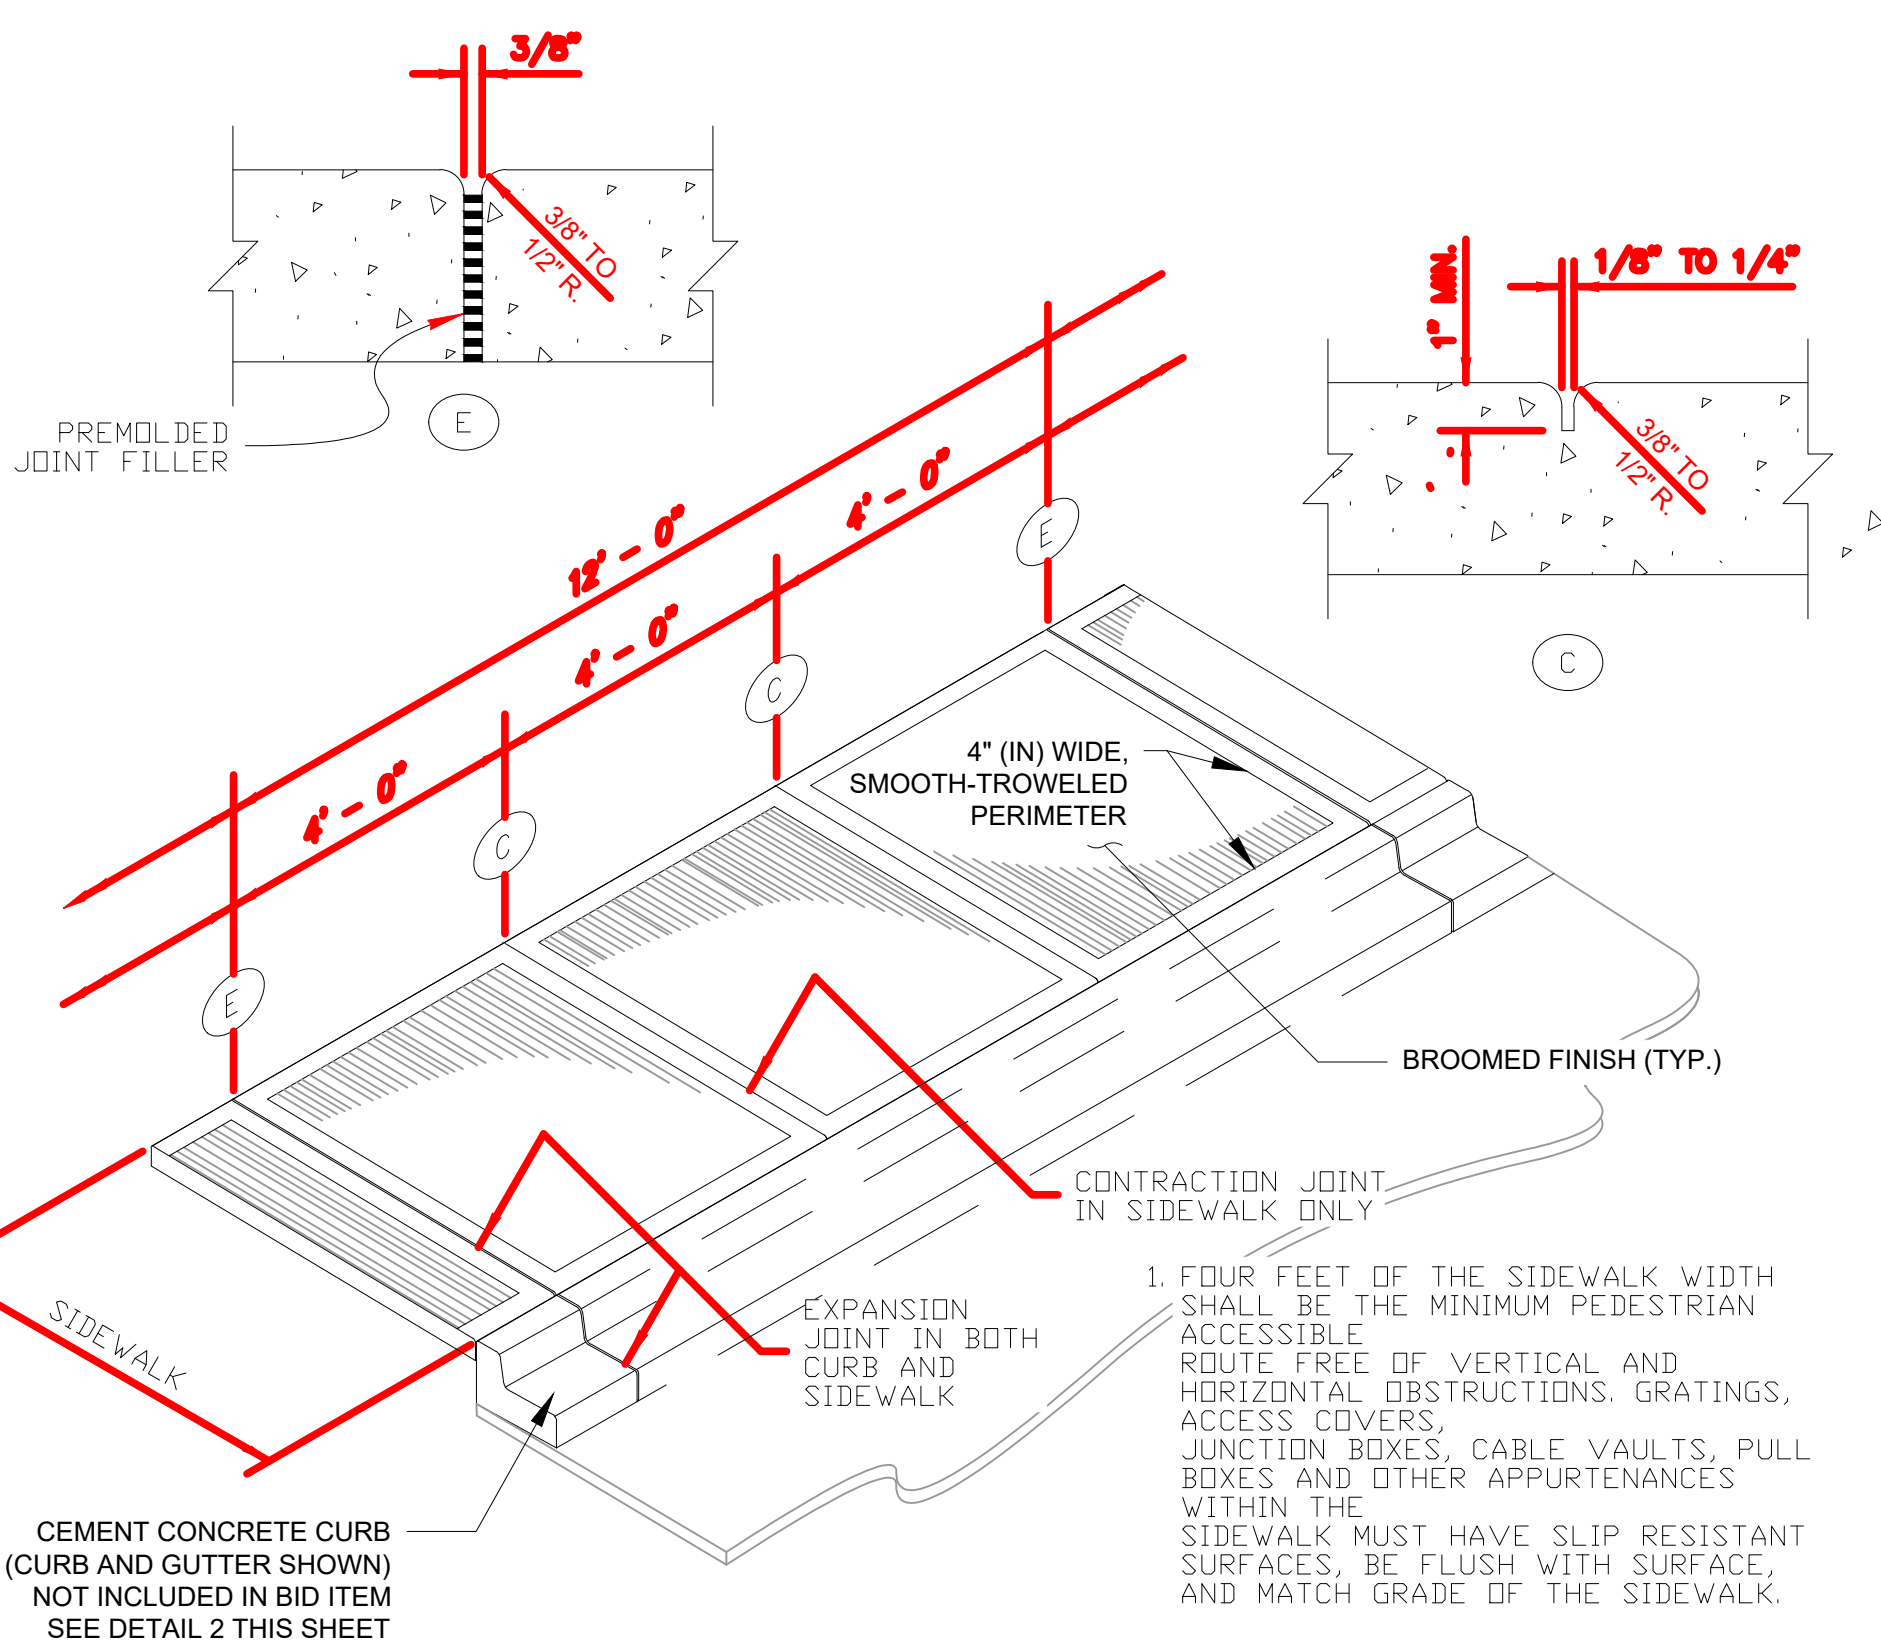 3/8"
3/8" TO
1/2" R.
PREMOLDED
JOINT FILLER
E
1" MIN.
1/8" TO 1/4"
3/8" TO
1/2" R.
C
12' - 0"
4' - 0"
4' - 0"
4' - 0"
E
C
C
E
4" (IN) WIDE,
SMOOTH-TROWELED
PERIMETER
BROOMED FINISH (TYP.)
CONTRACTION JOINT
IN SIDEWALK ONLY
EXPANSION
JOINT IN BOTH
CURB AND
SIDEWALK
SIDEWALK
CEMENT CONCRETE CURB
(CURB AND GUTTER SHOWN)
NOT INCLUDED IN BID ITEM
SEE DETAIL 2 THIS SHEET
1. FOUR FEET OF THE SIDEWALK WIDTH
SHALL BE THE MINIMUM PEDESTRIAN
ACCESSIBLE
ROUTE FREE OF VERTICAL AND
HORIZONTAL OBSTRUCTIONS. GRATINGS,
ACCESS COVERS,
JUNCTION BOXES, CABLE VAULTS, PULL
BOXES AND OTHER APPURTENANCES
WITHIN THE
SIDEWALK MUST HAVE SLIP RESISTANT
SURFACES, BE FLUSH WITH SURFACE,
AND MATCH GRADE OF THE SIDEWALK.